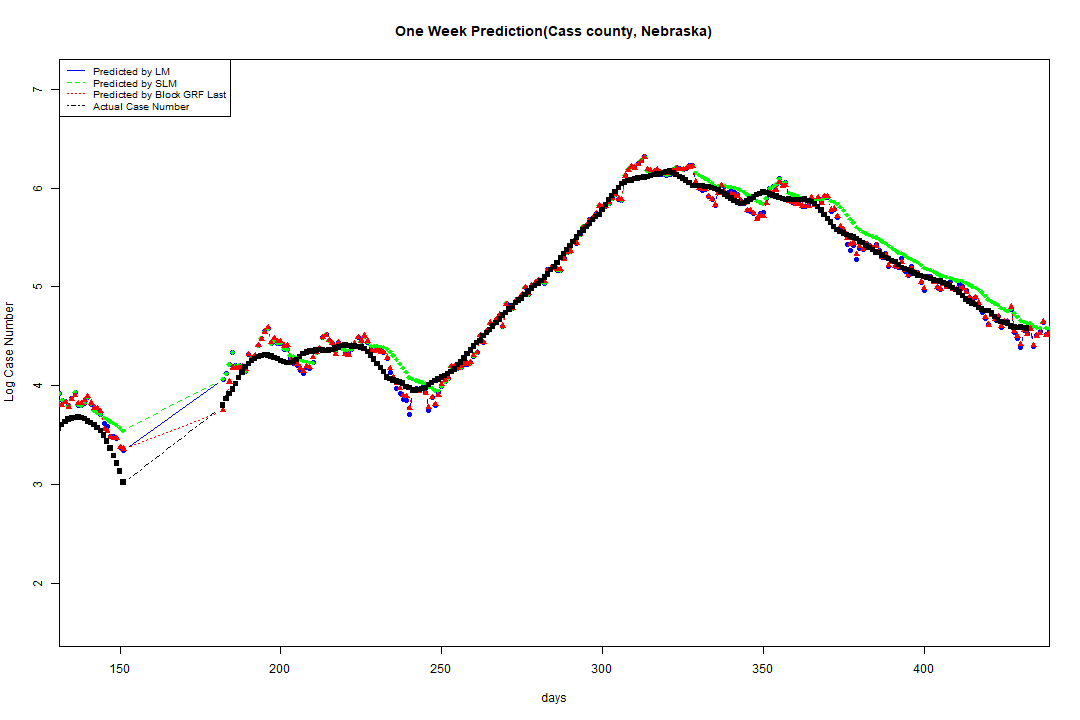 One Week Prediction(Cass county, Nebraska)
Predicted by LM
Predicted by SLM
Predicted by Block GRF Last
Actual Case Number
Log Case Number
7
6
5
4
3
2
150 200 250 300 350 400
days